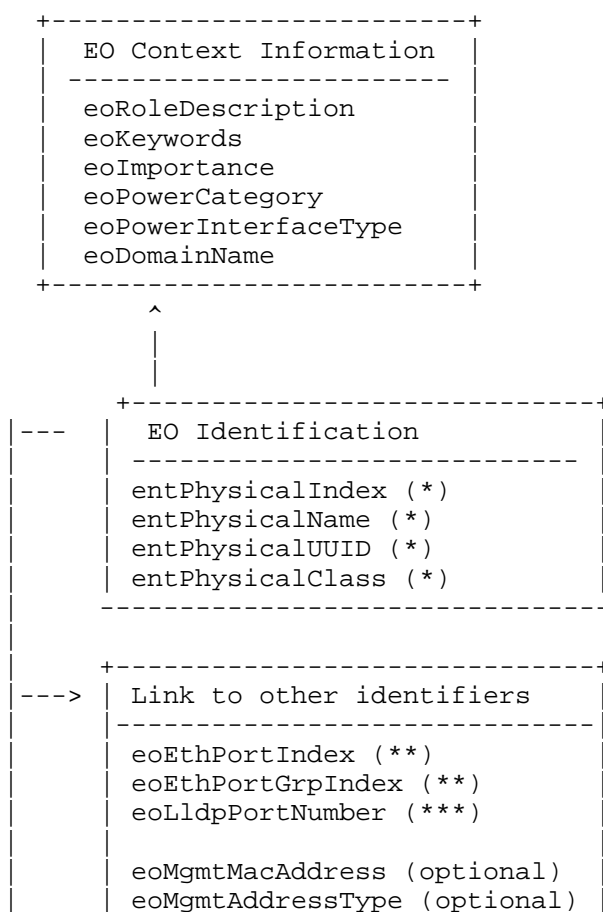 EO Context Information
eoRoleDescription
eoKeywords
eoImportance
eoPowerCategory
eoPowerInterfaceType
eoDomainName
EO Identification
entPhysicalIndex (*)
entPhysicalName (*)
entPhysicalUUID (*)
entPhysicalClass (*)
Link to other identifiers
eoEthPortIndex (**)
eoEthPortGrpIndex (**)
eoLldpPortNumber (***)
eoMgmtMacAddress (optional)
eoMgmtAddressType (optional)